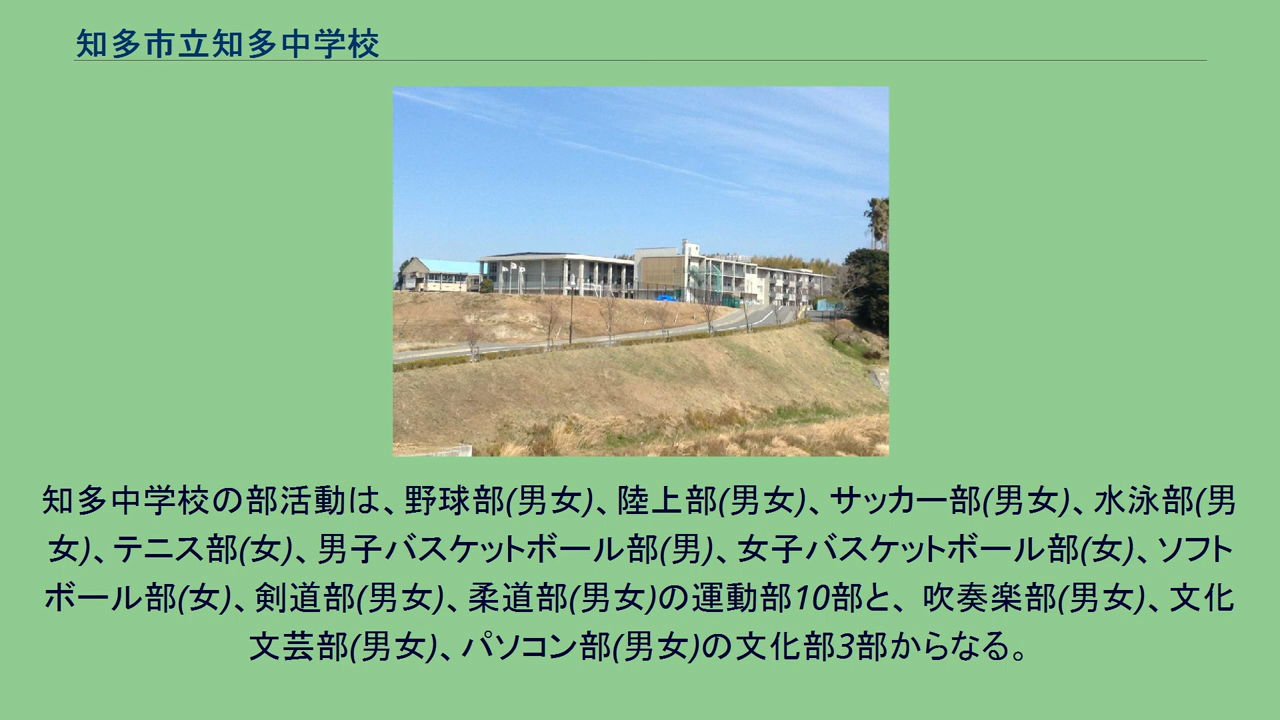 知多市立知多中学校
知多中学校の部活動は、野球部(男女)、陸上部(男女)、サッカー部(男女)、水泳部(男
女)、テニス部(女)、男子バスケットボール部(男)、女子バスケットボール部(女)、ソフト
ボール部(女)、剣道部(男女)、柔道部(男女)の運動部10部と、吹奏楽部(男女)、文化
文芸部(男女)、パソコン部(男女)の文化部3部からなる。